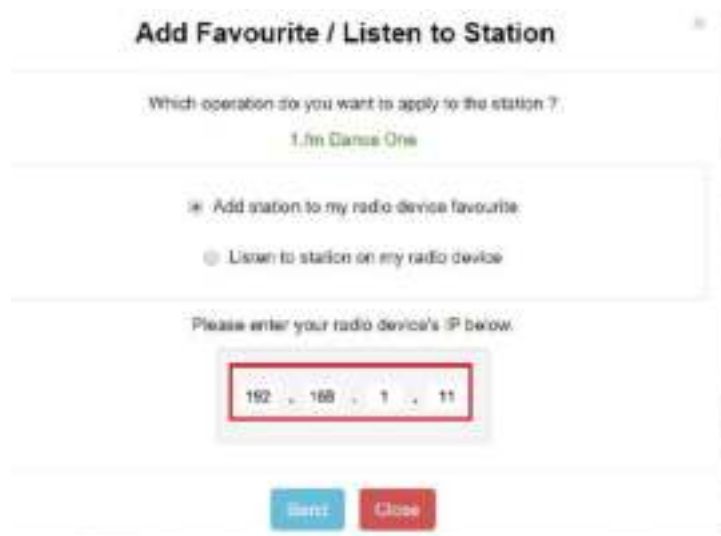 Add Favourite / Listen to Station
×
Which operation do you want to apply to the station ?
1.fm Dance One
Add station to my radio device favourite
Listen to station on my radio device
Please enter your radio device's IP below.
192 . 168 . 1 . 11
Send Close